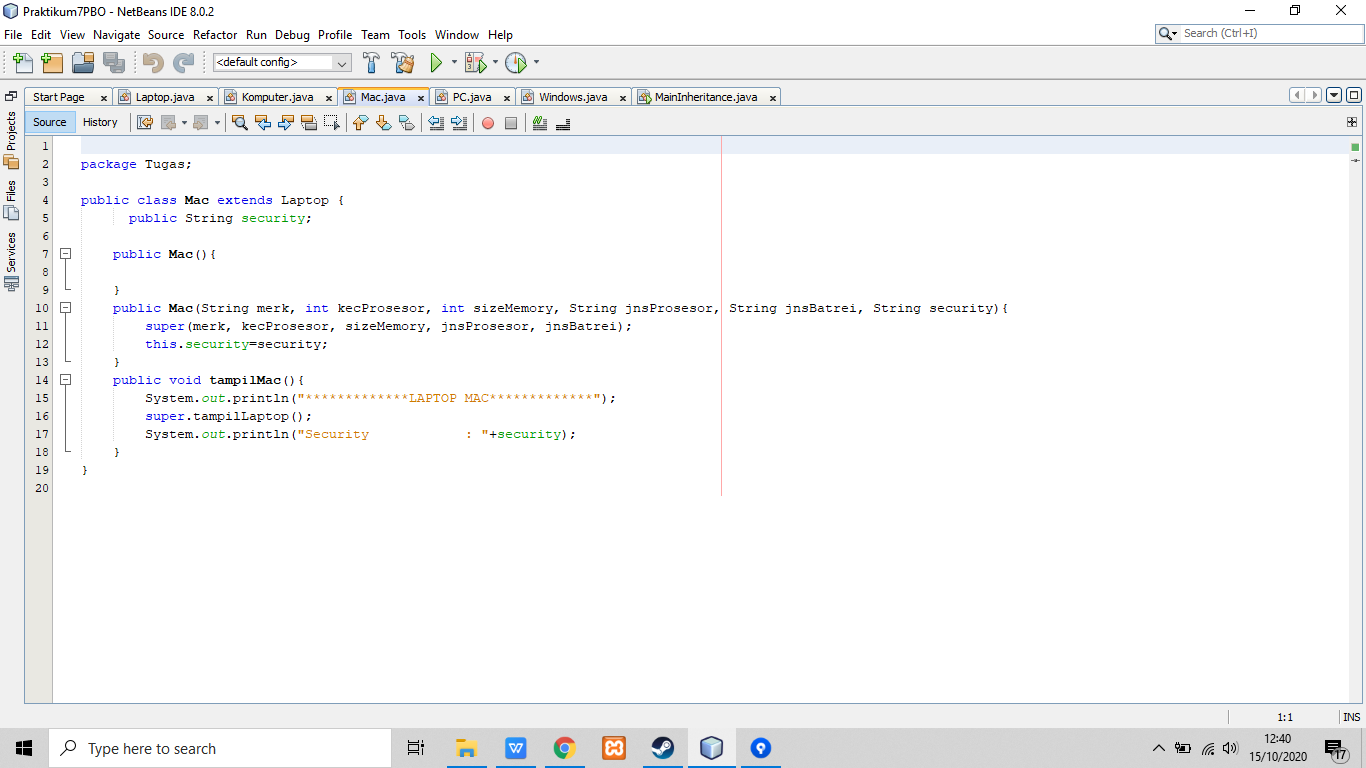 Praktikum7PBO - NetBeans IDE 8.0.2
File Edit View Navigate Source Refactor Run Debug Profile Team Tools Window Help
Search (Ctrl+I)
<default config>
Start Page Laptop.java Komputer.java Mac.java PC.java Windows.java MainInheritance.java
Source History
Projects
Files
Services
1
2 package Tugas;
3
4 public class Mac extends Laptop {
5 public String security;
6
7 public Mac(){
8
9 }
10 public Mac(String merk, int kecProsesor, int sizeMemory, String jnsProsesor, String jnsBatrei, String security){
11 super(merk, kecProsesor, sizeMemory, jnsProsesor, jnsBatrei);
12 this.security=security;
13 }
14 public void tampilMac(){
15 System.out.println("*************LAPTOP MAC*************");
16 super.tampilLaptop();
17 System.out.println("Security            : "+security);
18 }
19 }
20
1:1 INS
Type here to search
12:40
15/10/2020
17